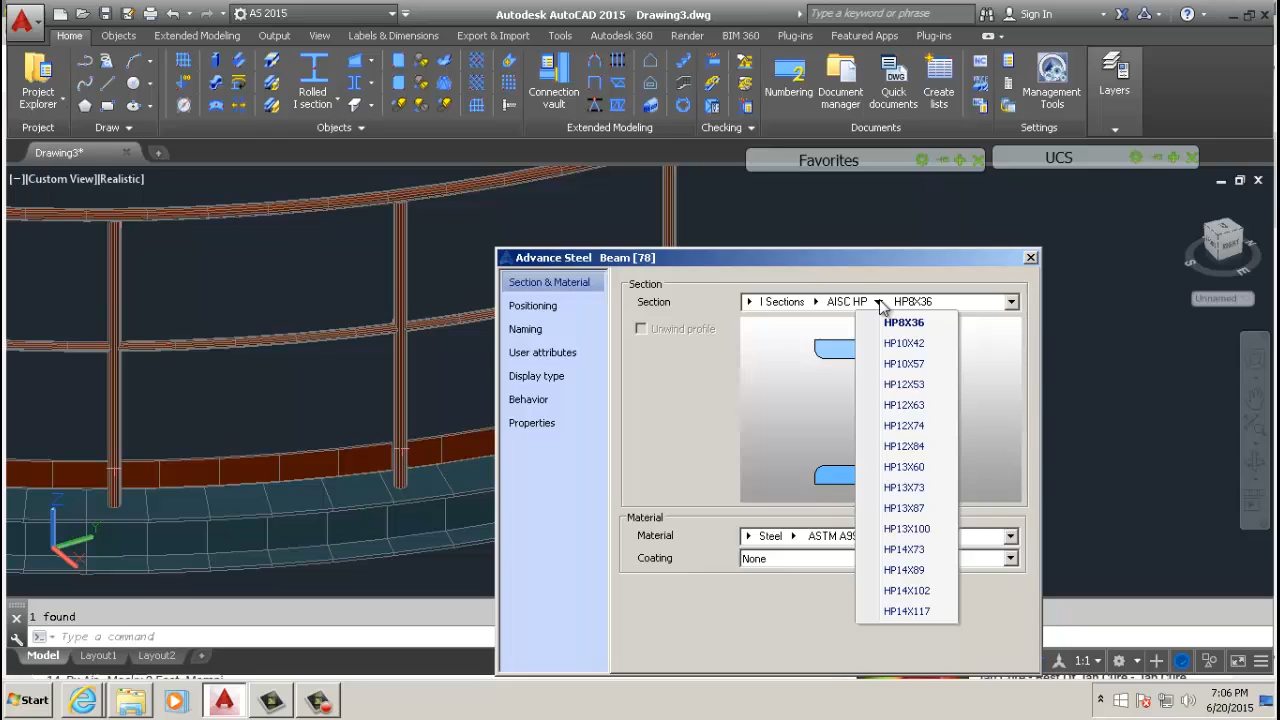 AS 2015
Autodesk AutoCAD 2015 Drawing3.dwg
Type a keyword or phrase
Sign In
Home
Objects
Extended Modeling
Output
View
Labels & Dimensions
Export & Import
Tools
Autodesk 360
Render
BIM 360
Plug-ins
Add-ins
Plug-ins
Project
Explorer
Rolled
I section
Connection
vault
Numbering
Document
manager
Quick
documents
Create
lists
Management
Tools
Layers
Project
Draw
Objects
Extended Modeling
Checking
Documents
Settings
Drawing3*
Favorites
UCS
[−][Custom View][Realistic]
Advance Steel Beam [78]
Section & Material
Positioning
Naming
User attributes
Display type
Behavior
Properties
Section
Section
I Sections
AISC HP
HP8X36
Unwind profile
HP8X36
HP10X42
HP10X57
HP12X53
HP12X63
HP12X74
HP12X84
HP13X60
HP13X73
HP13X87
HP13X100
HP14X73
HP14X89
HP14X102
HP14X117
Material
Material
Steel
ASTM A99
Coating
None
RIGHT
S
E
Unnamed
Z
Y
X
1 found
Type a command
Model
Layout1
Layout2
1:1
Start
7:06 PM
6/20/2015